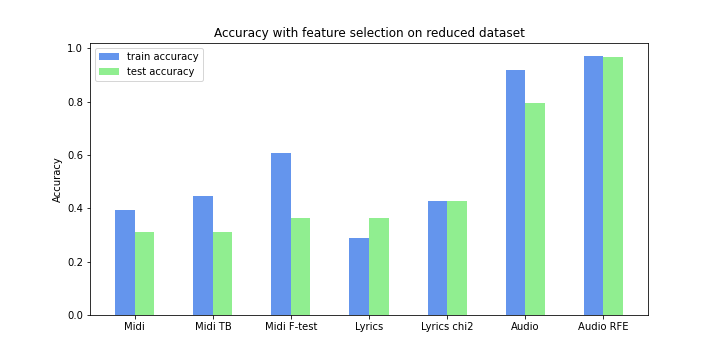 Accuracy with feature selection on reduced dataset
train accuracy
test accuracy
Accuracy
1.0
0.8
0.6
0.4
0.2
0.0
Midi
Midi TB
Midi F-test
Lyrics
Lyrics chi2
Audio
Audio RFE